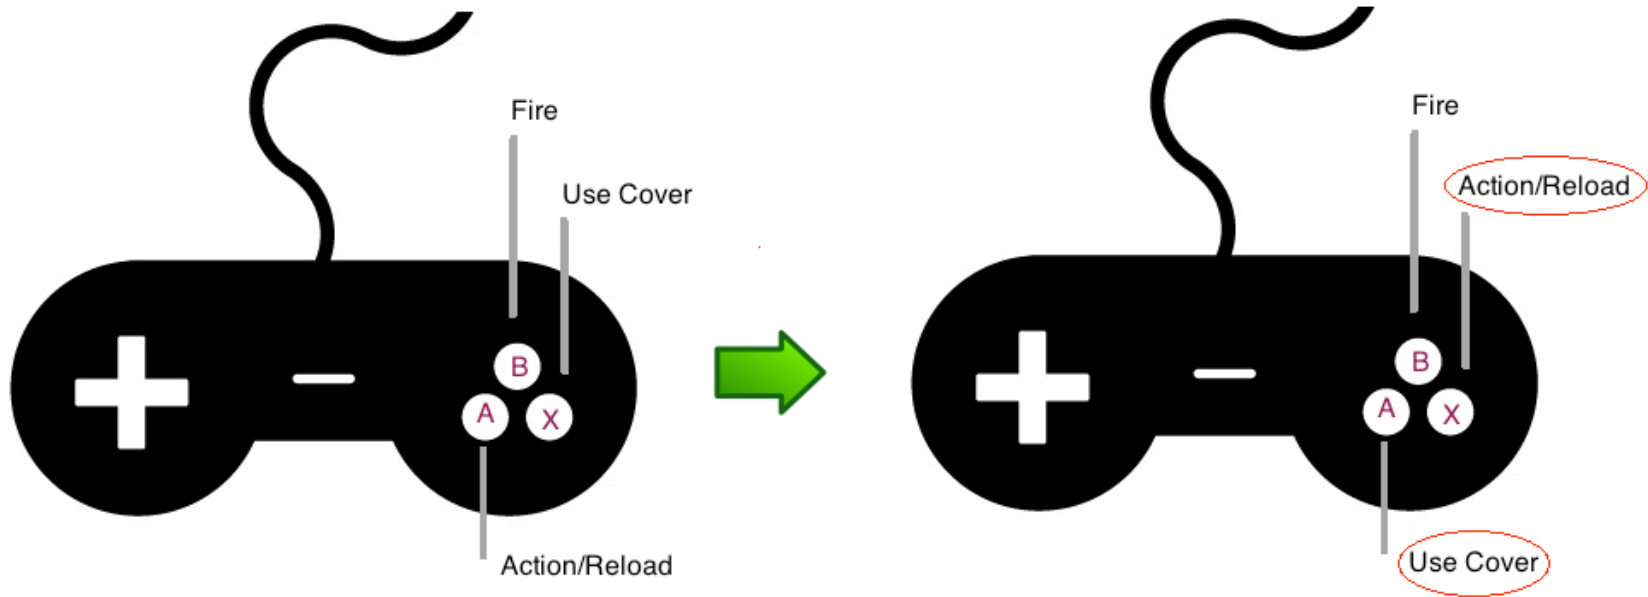 Fire
Use Cover
B
A
X
Action/Reload
Fire
Action/Reload
B
A
X
Use Cover